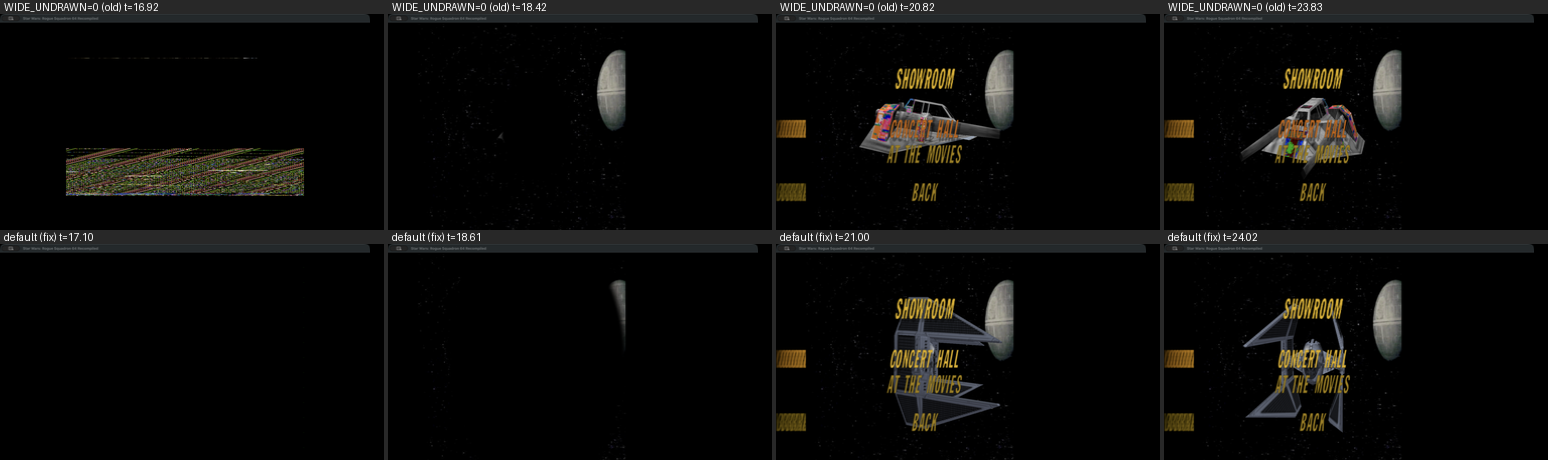 WIDE_UNDRAWN=0 (old) t=16.92
WIDE_UNDRAWN=0 (old) t=18.42
WIDE_UNDRAWN=0 (old) t=20.82
WIDE_UNDRAWN=0 (old) t=23.83
SHOWROOM
CONCERT HALL
AT THE MOVIES
BACK
SHOWROOM
CONCERT HALL
AT THE MOVIES
BACK
default (fix) t=17.10
default (fix) t=18.61
default (fix) t=21.00
default (fix) t=24.02
SHOWROOM
CONCERT HALL
AT THE MOVIES
BACK
SHOWROOM
CONCERT HALL
AT THE MOVIES
BACK